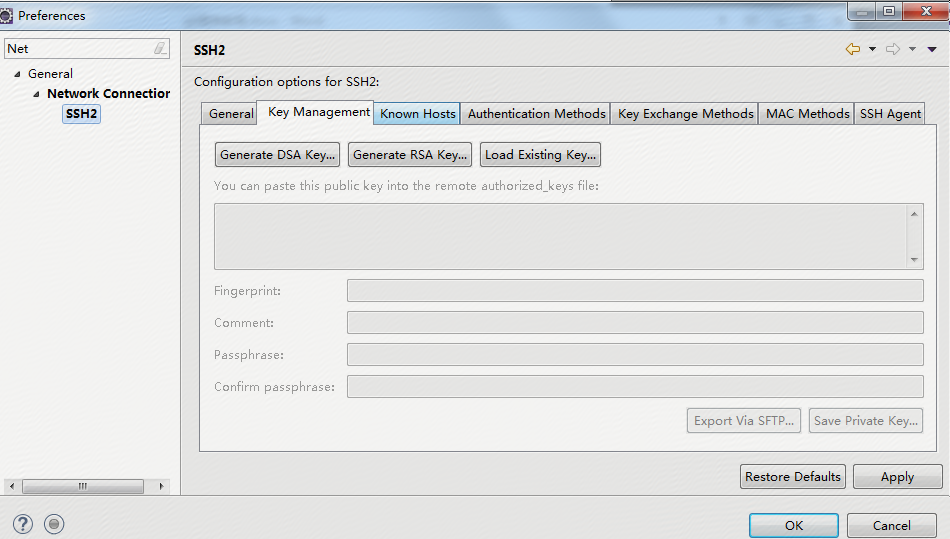 Preferences
Net
SSH2
General
Network Connection
SSH2
Configuration options for SSH2:
General
Key Management
Known Hosts
Authentication Methods
Key Exchange Methods
MAC Methods
SSH Agent
Generate DSA Key...
Generate RSA Key...
Load Existing Key...
You can paste this public key into the remote authorized_keys file:
Fingerprint:
Comment:
Passphrase:
Confirm passphrase:
Export Via SFTP...
Save Private Key...
Restore Defaults
Apply
?
OK
Cancel